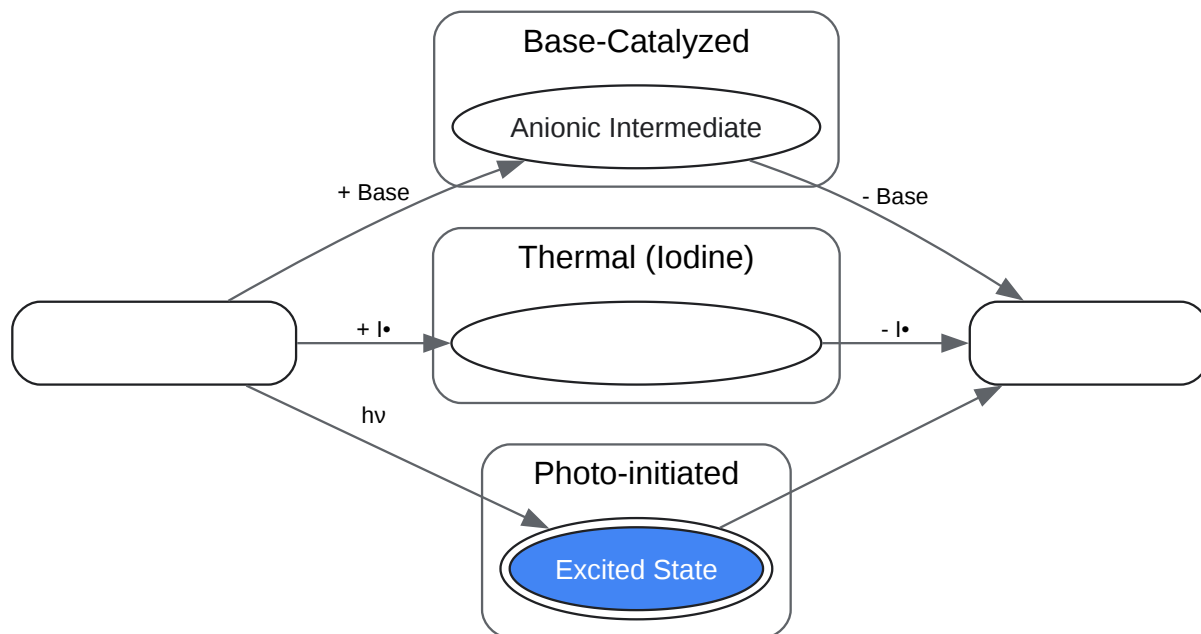 Base-Catalyzed
Anionic Intermediate
+ Base
- Base
Thermal (Iodine)
+ I•
- I•
hν
Photo-initiated
Excited State